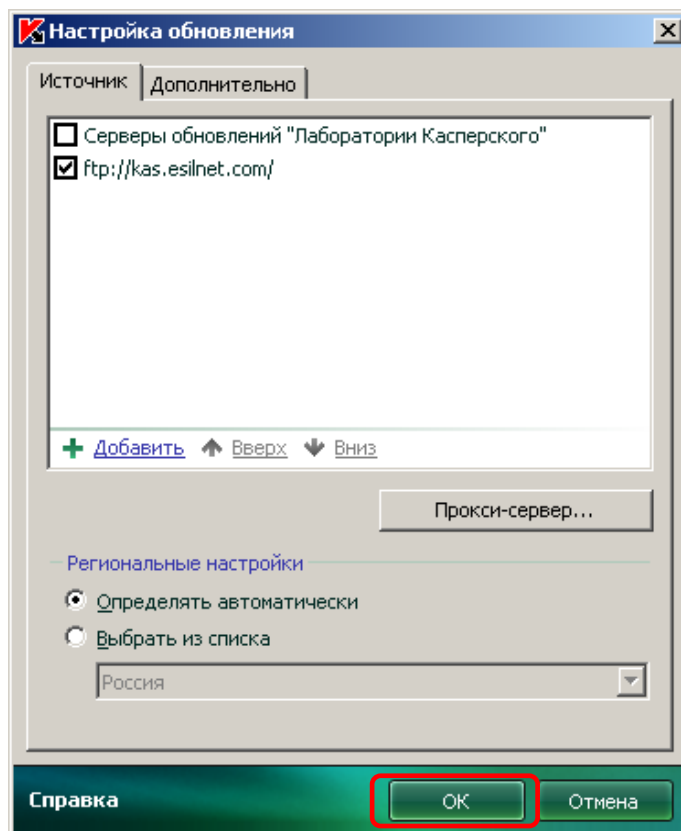 Настройка обновления
Источник
Дополнительно
Серверы обновлений "Лаборатории Касперского"
ftp://kas.esilnet.com/
Добавить Вверх Вниз
Прокси-сервер...
Региональные настройки
Определять автоматически
Выбрать из списка
Россия
Справка
ОК
Отмена